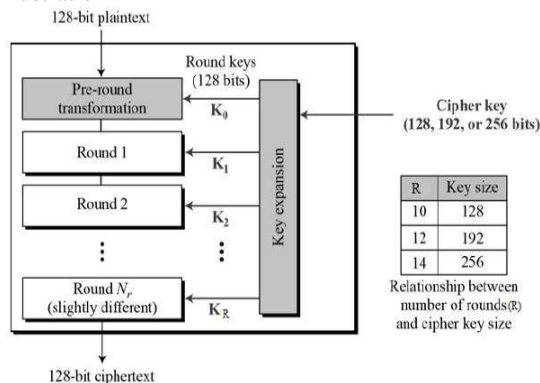 128-bit plaintext
Round keys
(128 bits)
Pre-round
transformation
K₀
Cipher key
(128, 192, or 256 bits)
Round 1
K₁
Round 2
K₂
Key expansion
Round Nᵣ
(slightly different)
K_R
128-bit ciphertext
R Key size
10 128
12 192
14 256
Relationship between
number of rounds(R)
and cipher key size